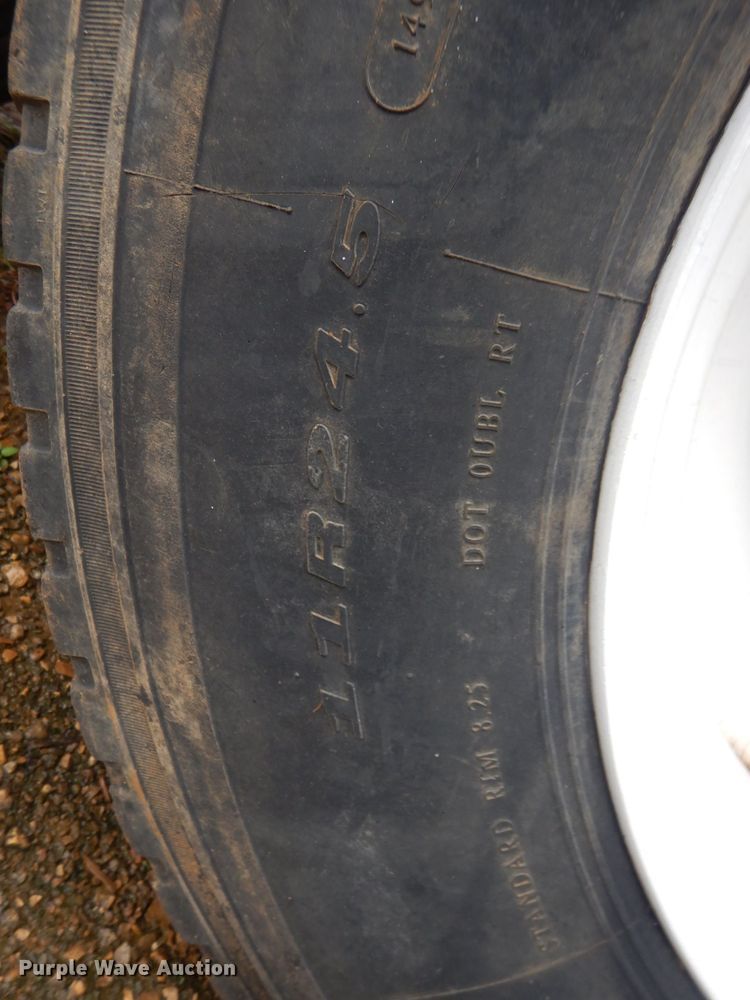 11R24.5
DOT 0UBL RT
STANDARD RIM 8.25
Purple Wave Auction